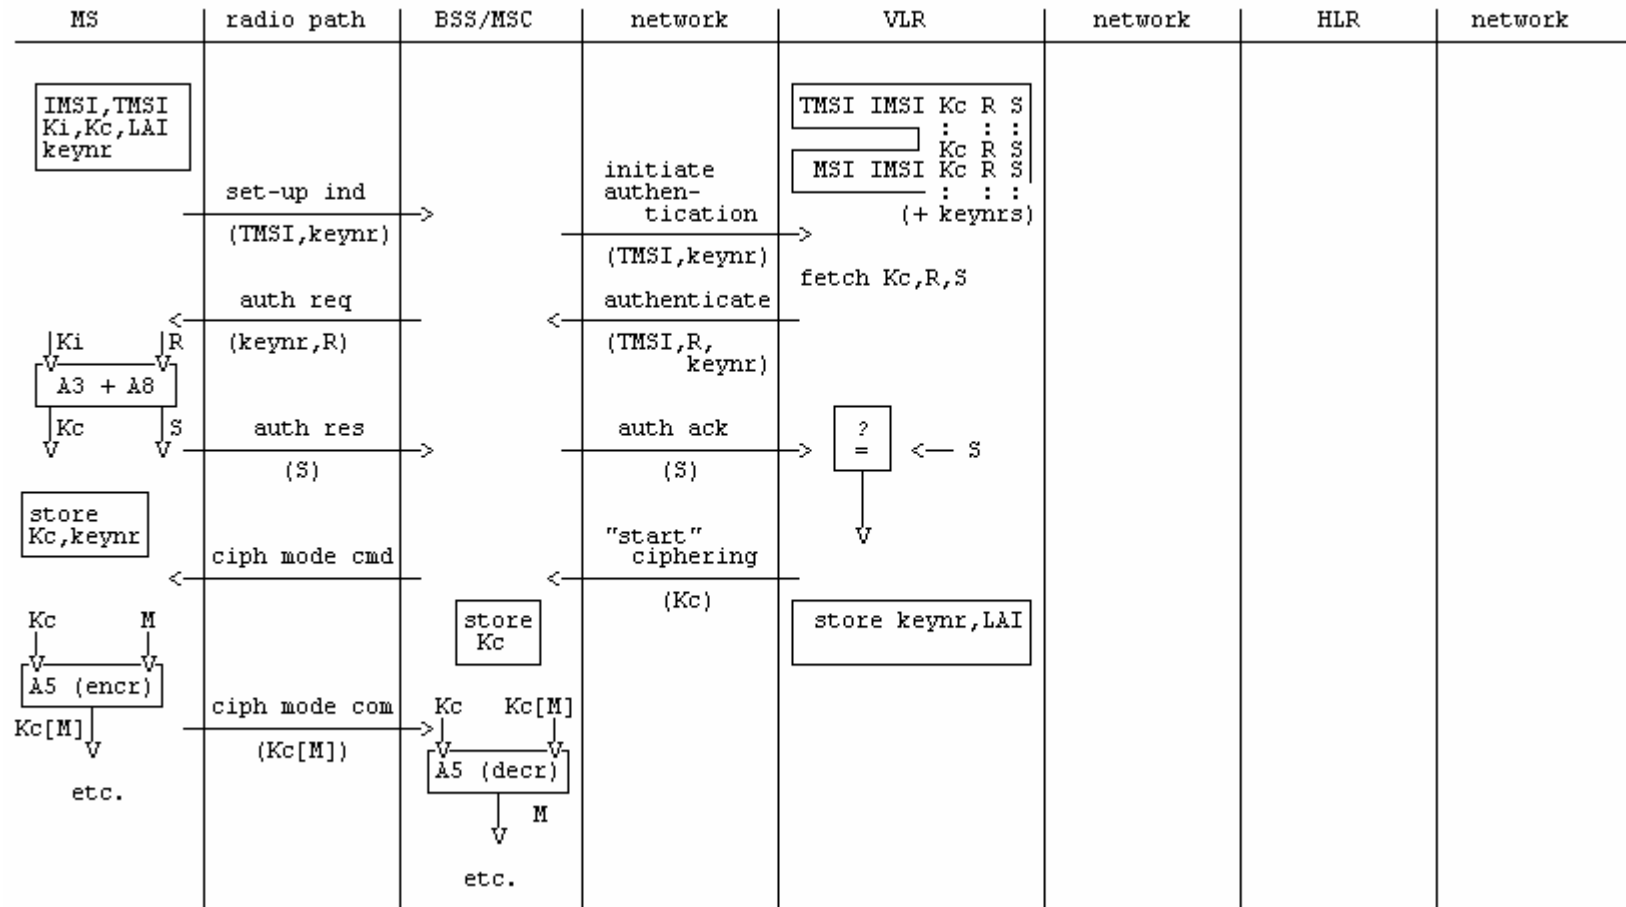 MS radio path BSS/MSC network VLR network HLR network
IMSI,TMSI
Ki,Kc,LAI
keynr
TMSI IMSI Kc R S
: : :
Kc R S
MSI IMSI Kc R S
: : :
(+ keynrs)
set-up ind
(TMSI,keynr)
initiate
authen-
tication
(TMSI,keynr)
fetch Kc,R,S
auth req
(keynr,R)
authenticate
(TMSI,R,
keynr)
Ki R
A3 + A8
Kc S
auth res
(S)
auth ack
(S)
?
=
S
store
Kc,keynr
ciph mode cmd
"start"
ciphering
(Kc)
store
Kc
store keynr,LAI
Kc M
A5 (encr)
Kc[M]
etc.
ciph mode com
(Kc[M])
Kc Kc[M]
A5 (decr)
M
etc.